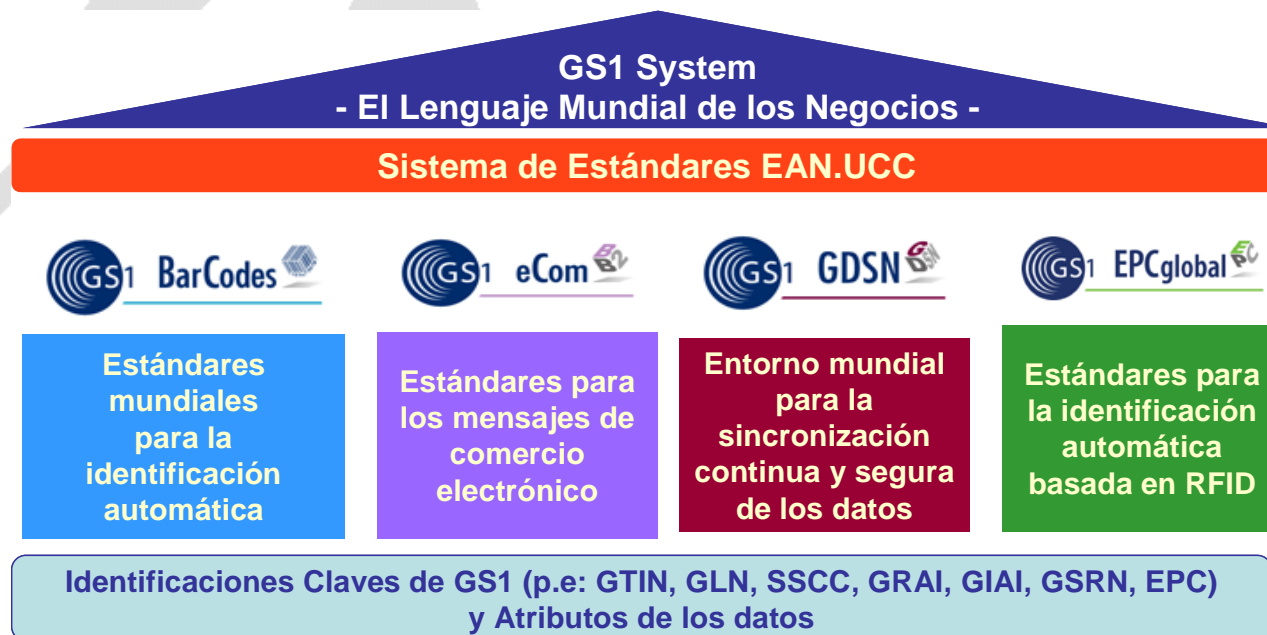 GS1 System
- El Lenguaje Mundial de los Negocios -
Sistema de Estándares EAN.UCC
GS1 BarCodes
GS1 eCom B2B
GS1 GDSN GDSN
GS1 EPCglobal EPC
Estándares
mundiales
para la
identificación
automática
Estándares para
los mensajes de
comercio
electrónico
Entorno mundial
para la
sincronización
continua y segura
de los datos
Estándares para
la identificación
automática
basada en RFID
Identificaciones Claves de GS1 (p.e: GTIN, GLN, SSCC, GRAI, GIAI, GSRN, EPC)
y Atributos de los datos